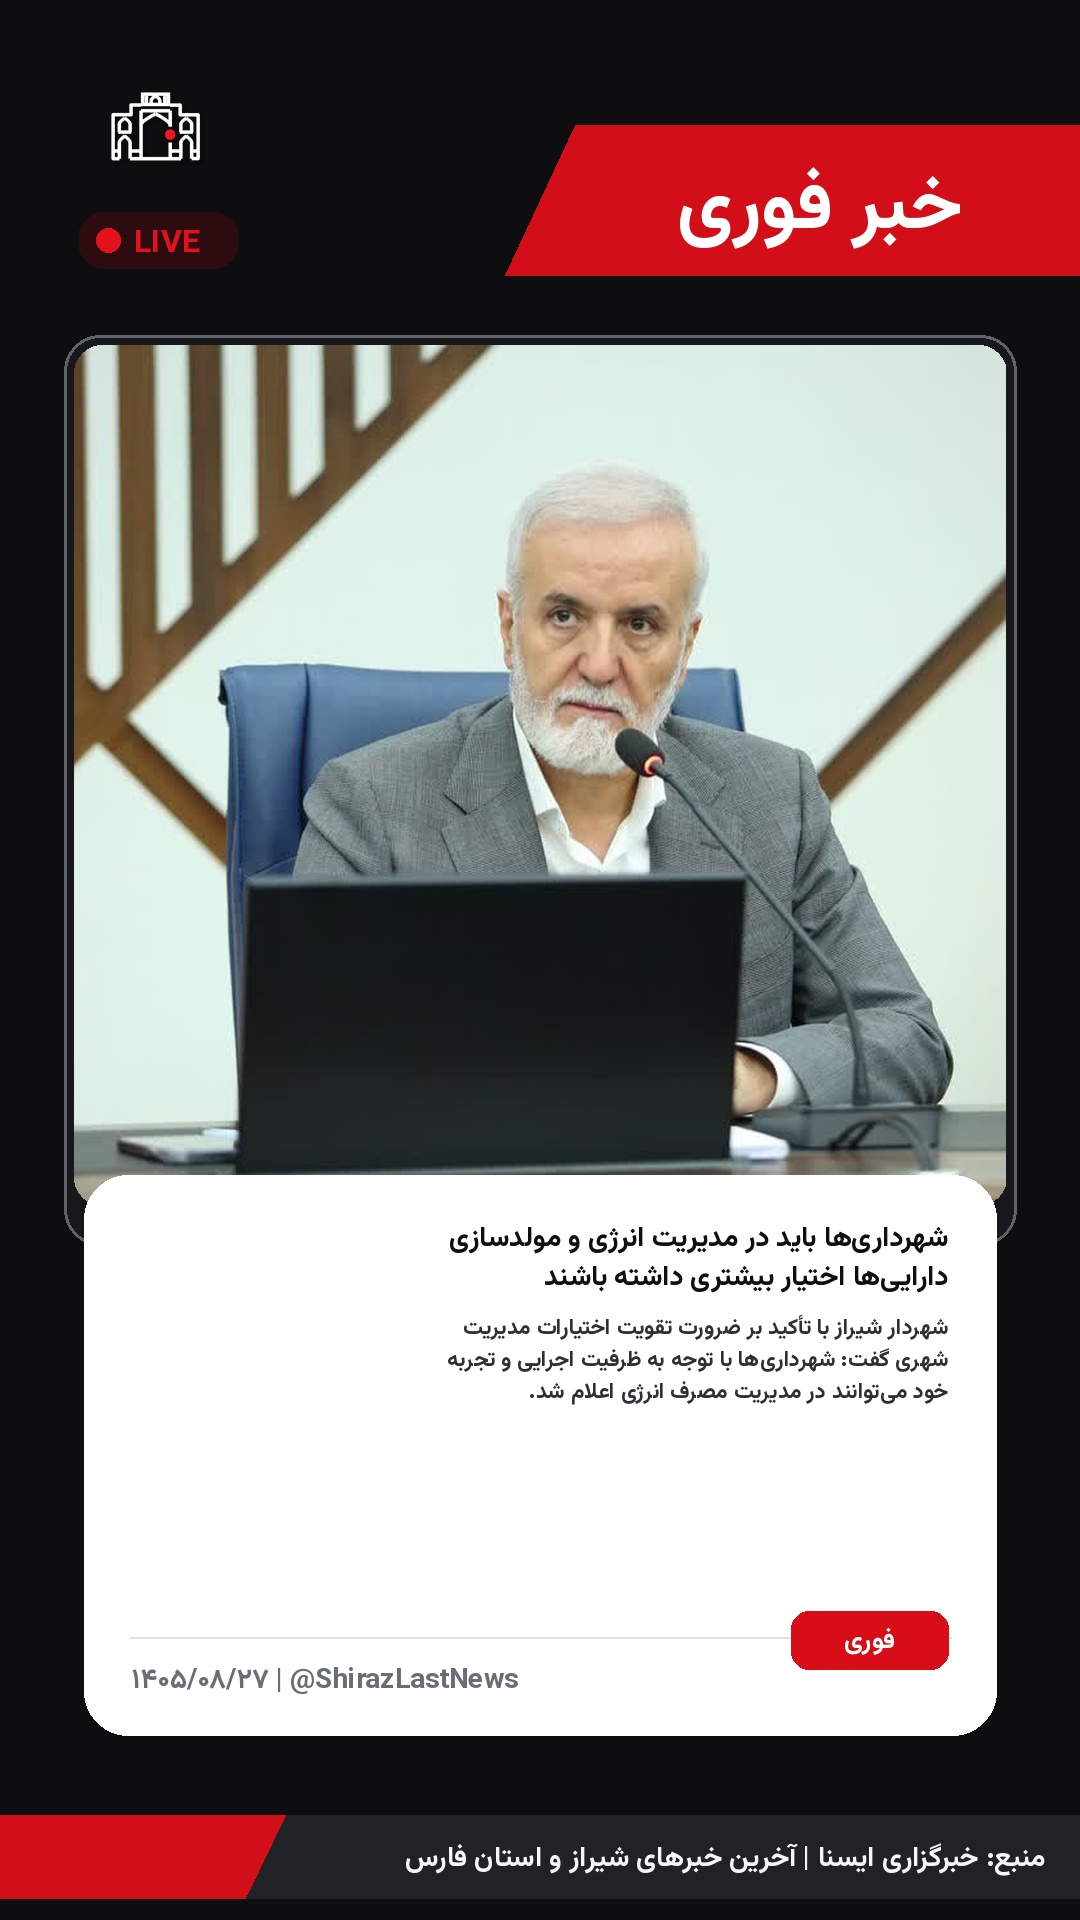 خبر فوری
LIVE
شهرداری‌ها باید در مدیریت انرژی و مولدسازی
دارایی‌ها اختیار بیشتری داشته باشند
شهردار شیراز با تأکید بر ضرورت تقویت اختیارات مدیریت
شهری گفت: شهرداری‌ها با توجه به ظرفیت اجرایی و تجربه
خود می‌توانند در مدیریت مصرف انرژی اعلام شد.
فوری
۱۴۰۵/۰۸/۲۷ | @ShirazLastNews
منبع: خبرگزاری ایسنا | آخرین خبرهای شیراز و استان فارس